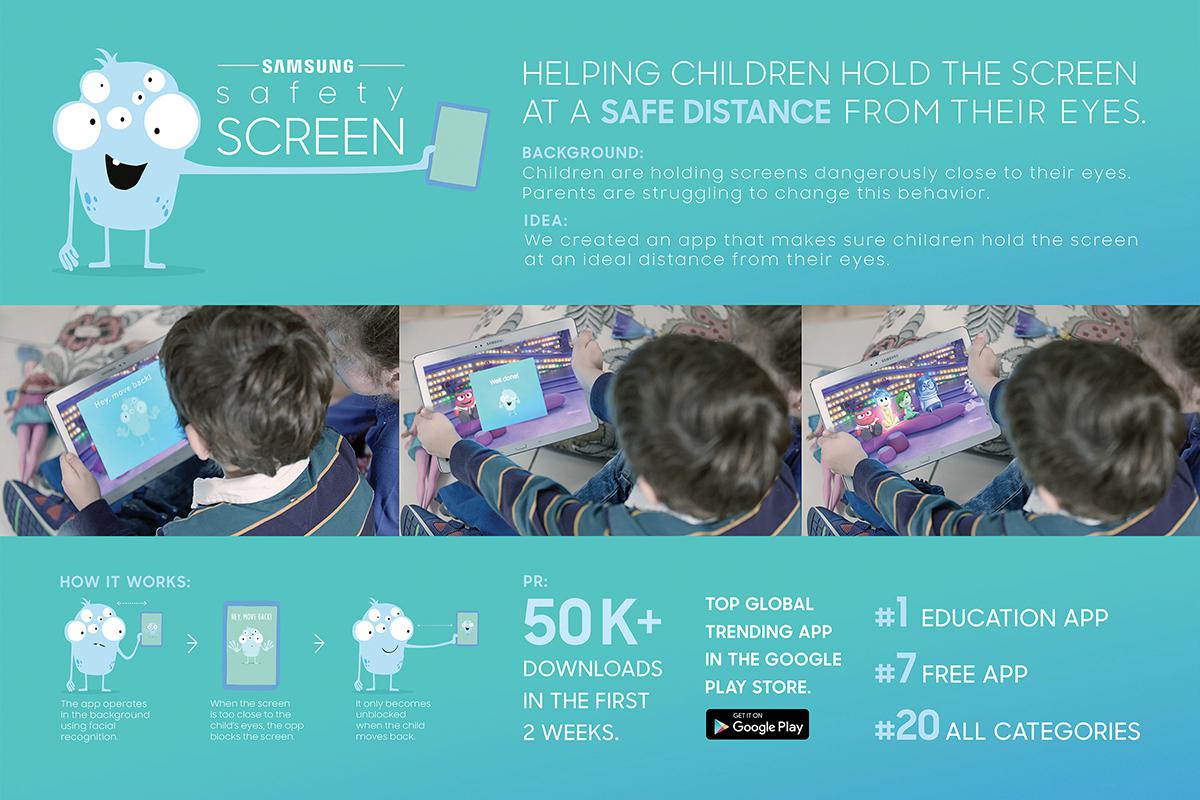 SAMSUNG
safety
SCREEN
HELPING CHILDREN HOLD THE SCREEN
AT A SAFE DISTANCE FROM THEIR EYES.
BACKGROUND:
Children are holding screens dangerously close to their eyes.
Parents are struggling to change this behavior.
IDEA:
We created an app that makes sure children hold the screen
at an ideal distance from their eyes.
Hey, move back!
SAMSUNG
Well done!
SAMSUNG
HOW IT WORKS:
HEY, MOVE BACK!
The app operates
in the background
using facial
recognition.
When the screen
is too close to the
child's eyes, the app
blocks the screen.
It only becomes
unblocked
when the child
moves back.
PR:
50K+
DOWNLOADS
IN THE FIRST
2 WEEKS.
TOP GLOBAL
TRENDING APP
IN THE GOOGLE
PLAY STORE.
GET IT ON
Google Play
#1 EDUCATION APP
#7 FREE APP
#20 ALL CATEGORIES